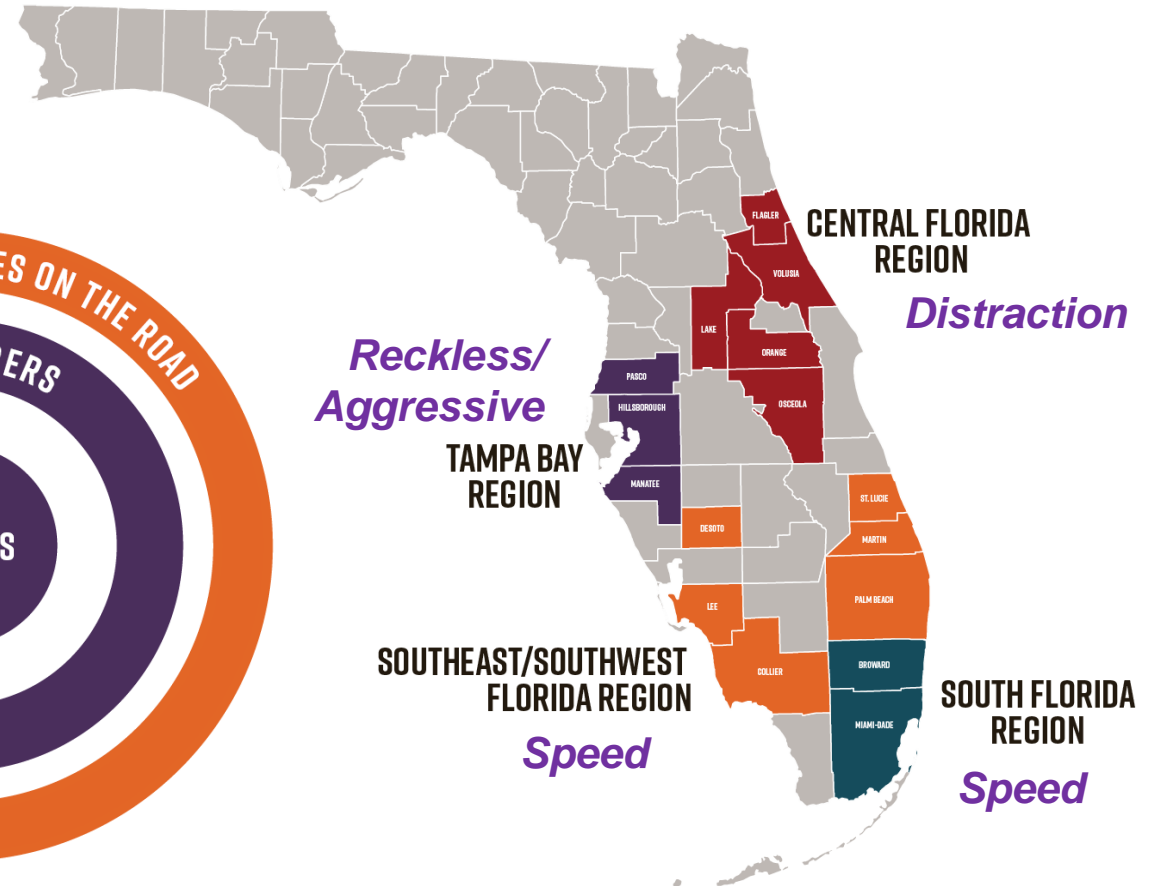 ES ON THE ROAD
DERS
S
CENTRAL FLORIDA
REGION
Distraction
Reckless/
Aggressive
TAMPA BAY
REGION
SOUTHEAST/SOUTHWEST
FLORIDA REGION
Speed
SOUTH FLORIDA
REGION
Speed
FLAGLER
VOLUSIA
LAKE
ORANGE
OSCEOLA
PASCO
HILLSBOROUGH
MANATEE
DESOTO
ST. LUCIE
MARTIN
PALM BEACH
LEE
COLLIER
BROWARD
MIAMI-DADE